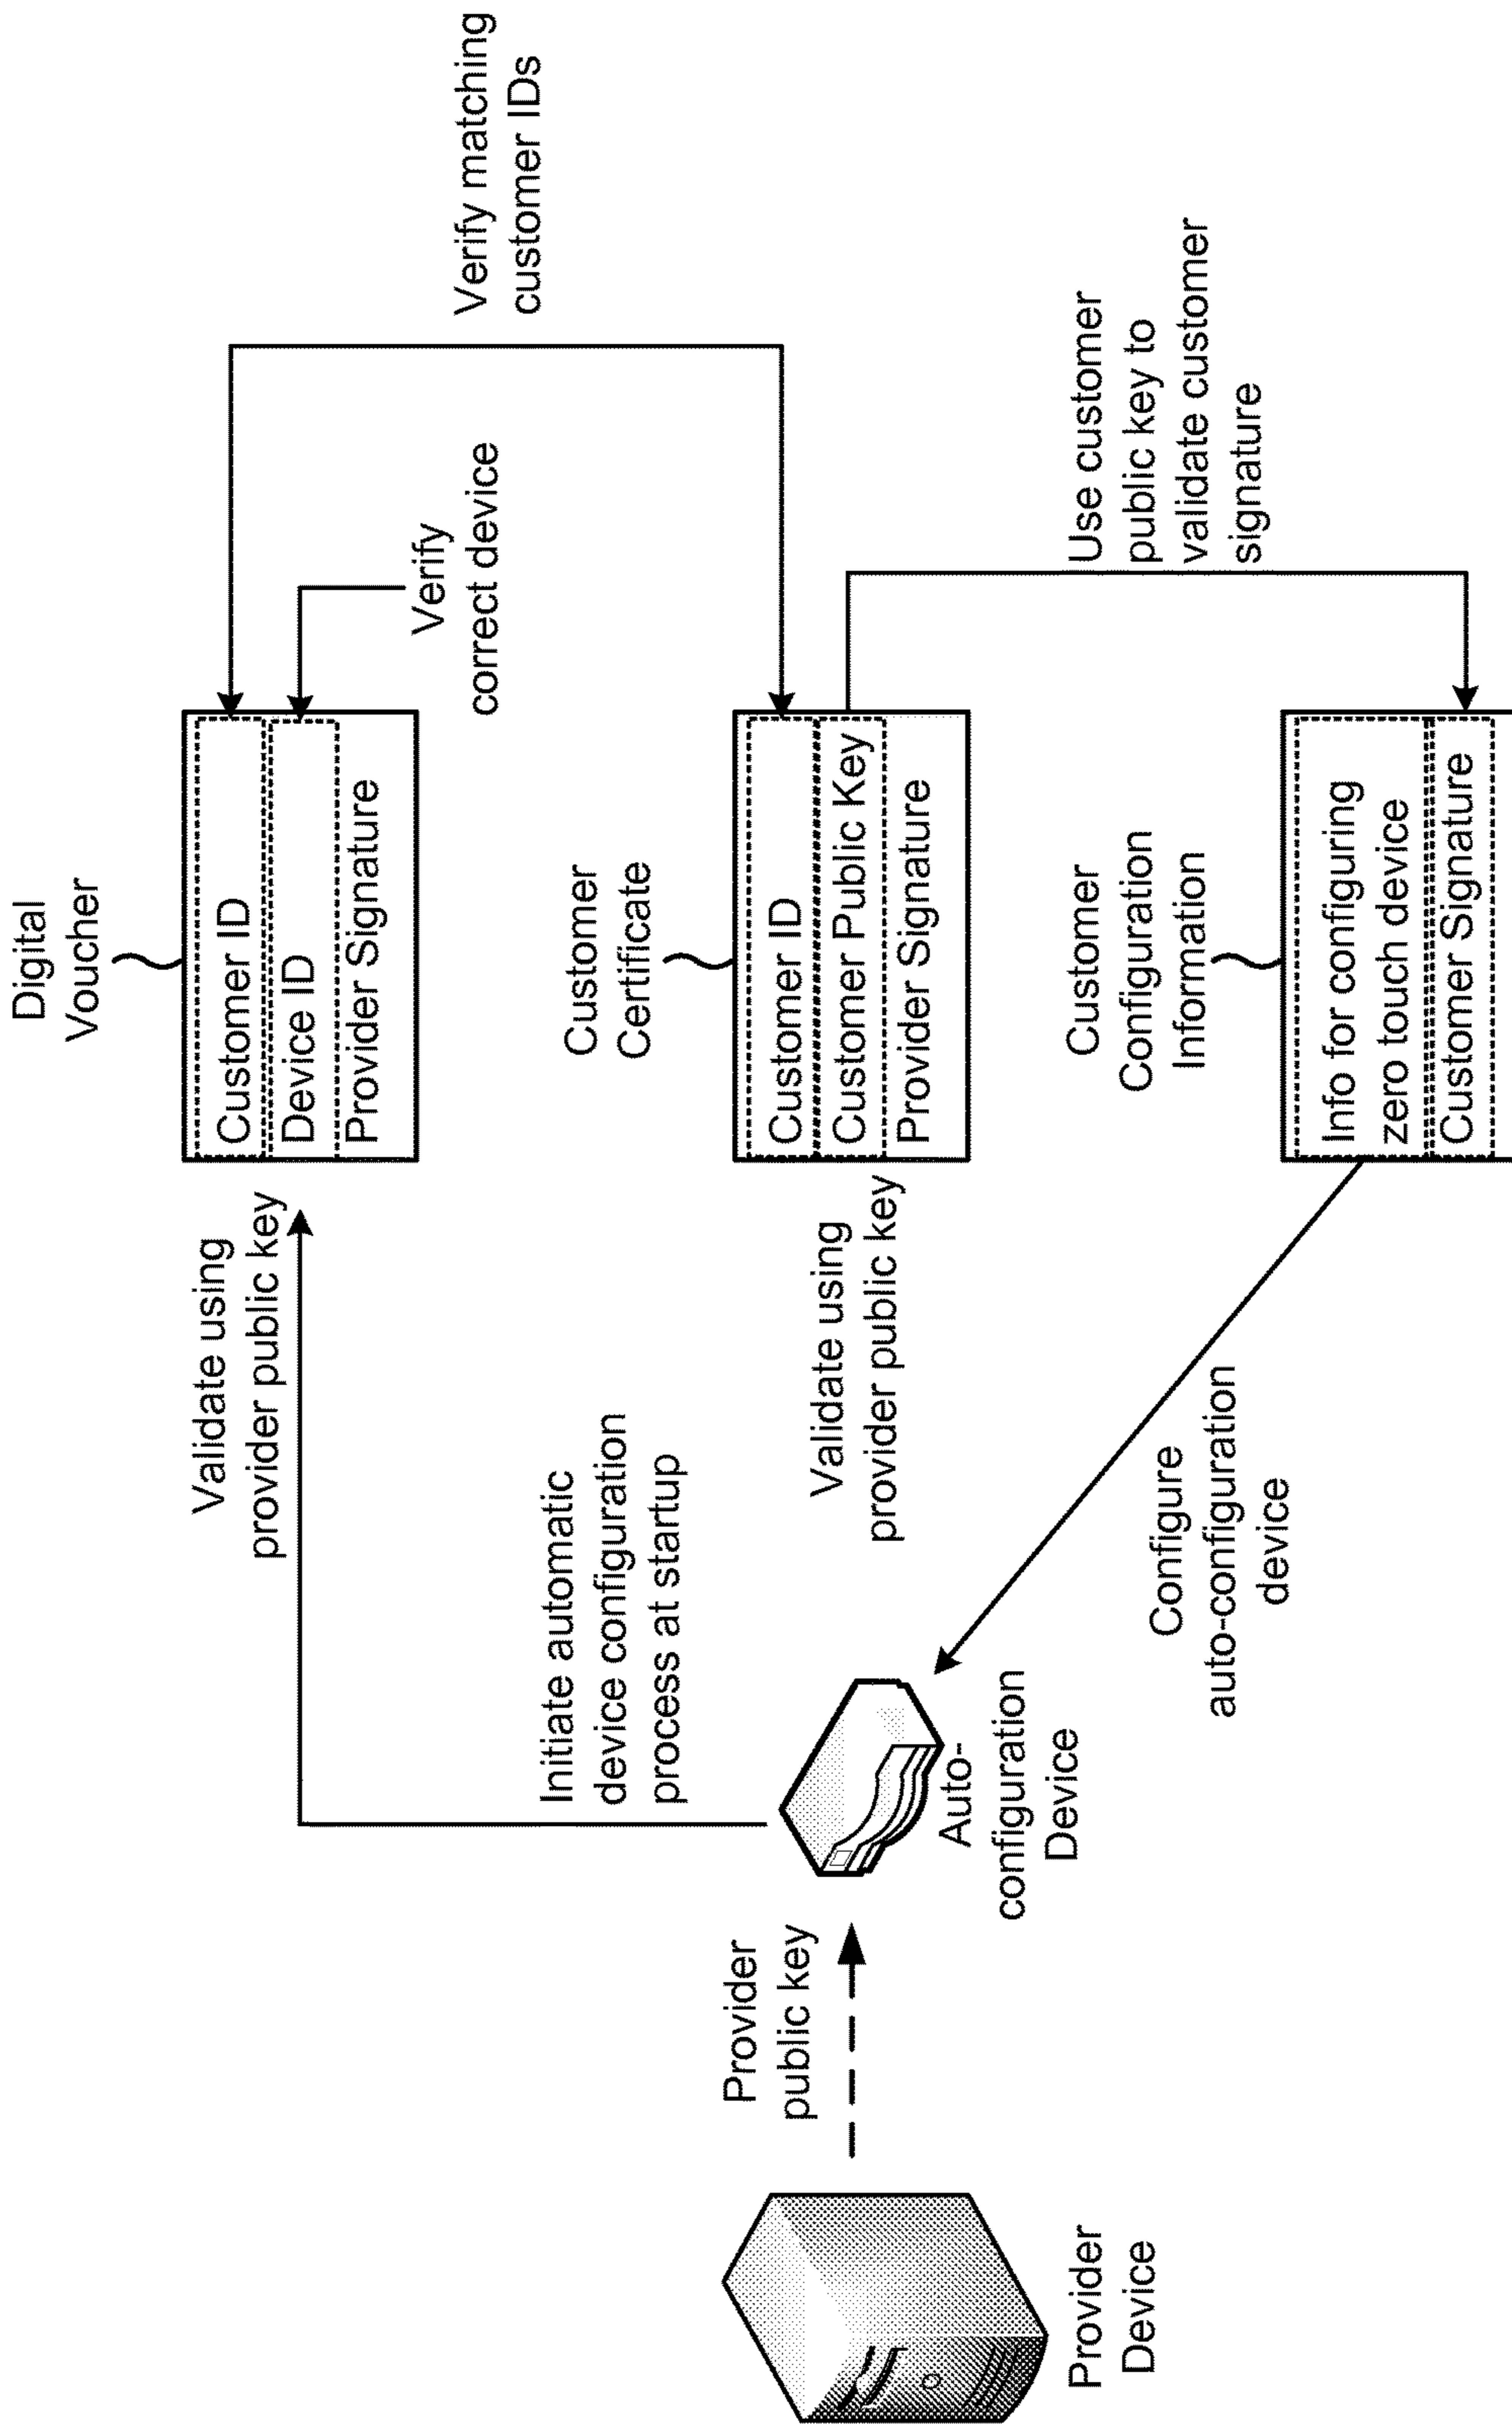 Digital
Voucher
Customer ID
Device ID
Provider Signature
Validate using
provider public key
Verify
correct device
Verify matching
customer IDs
Initiate automatic
device configuration
process at startup
Customer
Certificate
Customer ID
Customer Public Key
Provider Signature
Validate using
provider public key
Provider
public key
Auto-
configuration
Device
Provider
Device
Customer
Configuration
Information
Info for configuring
zero touch device
Customer Signature
Use customer
public key to
validate customer
signature
Configure
auto-configuration
device